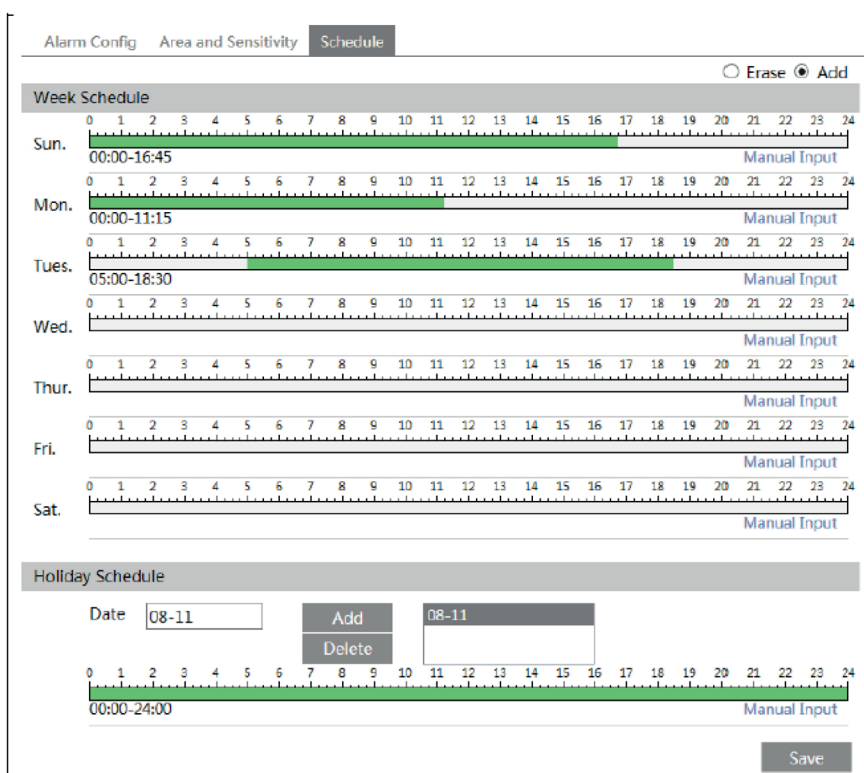 Alarm Config Area and Sensitivity Schedule
Erase Add
Week Schedule
0 1 2 3 4 5 6 7 8 9 10 11 12 13 14 15 16 17 18 19 20 21 22 23 24
Sun.
00:00-16:45 Manual Input
0 1 2 3 4 5 6 7 8 9 10 11 12 13 14 15 16 17 18 19 20 21 22 23 24
Mon.
00:00-11:15 Manual Input
0 1 2 3 4 5 6 7 8 9 10 11 12 13 14 15 16 17 18 19 20 21 22 23 24
Tues.
05:00-18:30 Manual Input
0 1 2 3 4 5 6 7 8 9 10 11 12 13 14 15 16 17 18 19 20 21 22 23 24
Wed.
Manual Input
0 1 2 3 4 5 6 7 8 9 10 11 12 13 14 15 16 17 18 19 20 21 22 23 24
Thur.
Manual Input
0 1 2 3 4 5 6 7 8 9 10 11 12 13 14 15 16 17 18 19 20 21 22 23 24
Fri.
Manual Input
0 1 2 3 4 5 6 7 8 9 10 11 12 13 14 15 16 17 18 19 20 21 22 23 24
Sat.
Manual Input
Holiday Schedule
Date 08-11 Add 08-11
Delete
0 1 2 3 4 5 6 7 8 9 10 11 12 13 14 15 16 17 18 19 20 21 22 23 24
00:00-24:00 Manual Input
Save